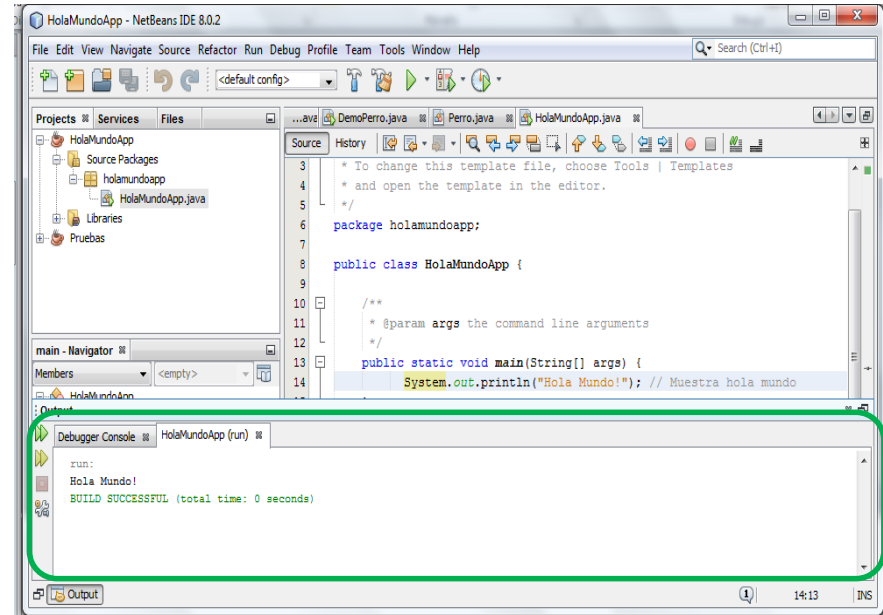 HolaMundoApp - NetBeans IDE 8.0.2
File Edit View Navigate Source Refactor Run Debug Profile Team Tools Window Help
Search (Ctrl+I)
<default config>
Projects Services Files
HolaMundoApp
Source Packages
holamundoapp
HolaMundoApp.java
Libraries
Pruebas
main - Navigator
Members <empty>
HolaMundoApp
...ava DemoPerro.java Perro.java HolaMundoApp.java
Source History
3 * To change this template file, choose Tools | Templates
4 * and open the template in the editor.
5 */
6 package holamundoapp;
7
8 public class HolaMundoApp {
9
10 /**
11 * @param args the command line arguments
12 */
13 public static void main(String[] args) {
14 System.out.println("Hola Mundo!"); // Muestra hola mundo
Output
Debugger Console HolaMundoApp (run)
run:
Hola Mundo!
BUILD SUCCESSFUL (total time: 0 seconds)
Output 1 14:13 INS